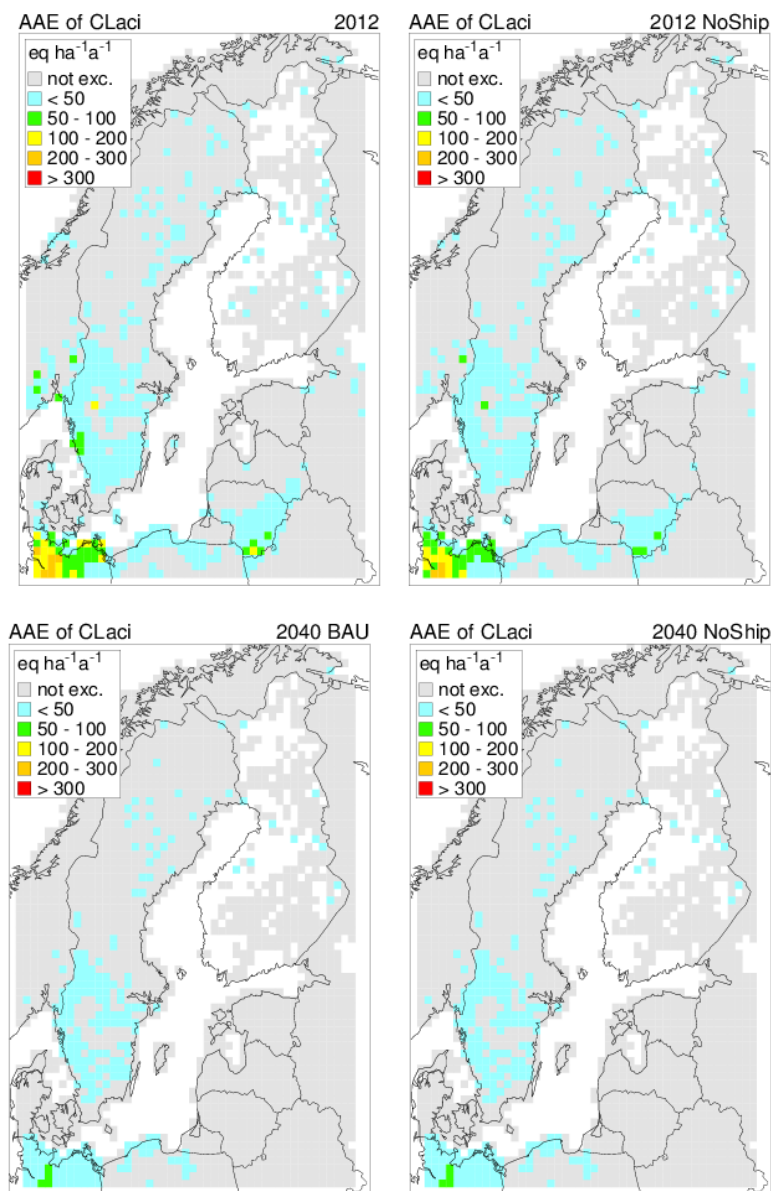 AAE of CLaci 2012
eq ha⁻¹a⁻¹
not exc.
< 50
50 - 100
100 - 200
200 - 300
> 300
AAE of CLaci 2012 NoShip
eq ha⁻¹a⁻¹
not exc.
< 50
50 - 100
100 - 200
200 - 300
> 300
AAE of CLaci 2040 BAU
eq ha⁻¹a⁻¹
not exc.
< 50
50 - 100
100 - 200
200 - 300
> 300
AAE of CLaci 2040 NoShip
eq ha⁻¹a⁻¹
not exc.
< 50
50 - 100
100 - 200
200 - 300
> 300